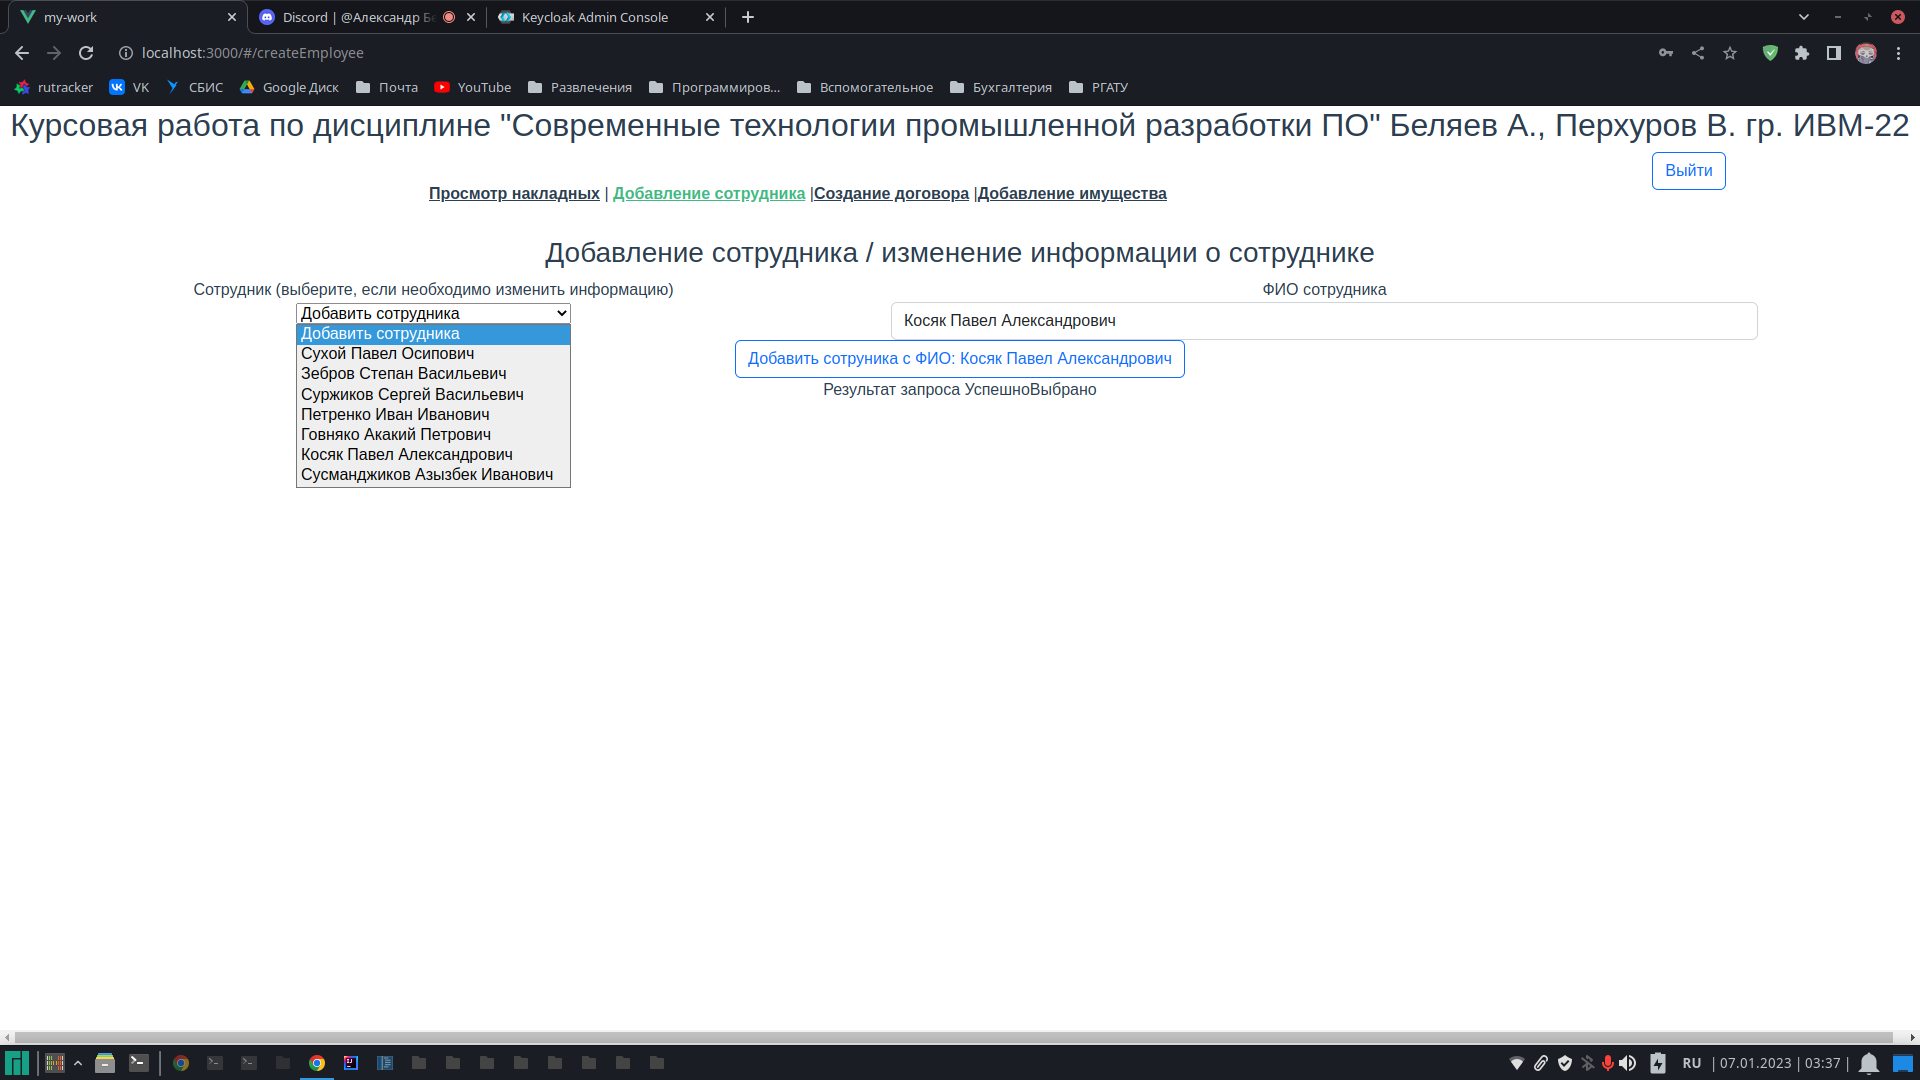 my-work
Discord | @Александр Бе
Keycloak Admin Console
localhost:3000/#/createEmployee
rutracker VK СБИС Google Диск Почта YouTube Развлечения Программиров... Вспомогательное Бухгалтерия РГАТУ
Курсовая работа по дисциплине "Современные технологии промышленной разработки ПО" Беляев А., Перхуров В. гр. ИВМ-22
Выйти
Просмотр накладных | Добавление сотрудника |Создание договора |Добавление имущества
Добавление сотрудника / изменение информации о сотруднике
Сотрудник (выберите, если необходимо изменить информацию)
ФИО сотрудника
Добавить сотрудника
Косяк Павел Александрович
Добавить сотрудника
Сухой Павел Осипович
Зебров Степан Васильевич
Суржиков Сергей Васильевич
Петренко Иван Иванович
Говняко Акакий Петрович
Косяк Павел Александрович
Сусманджиков Азызбек Иванович
Добавить сотруника с ФИО: Косяк Павел Александрович
Результат запроса УспешноВыбрано
RU | 07.01.2023 | 03:37 |